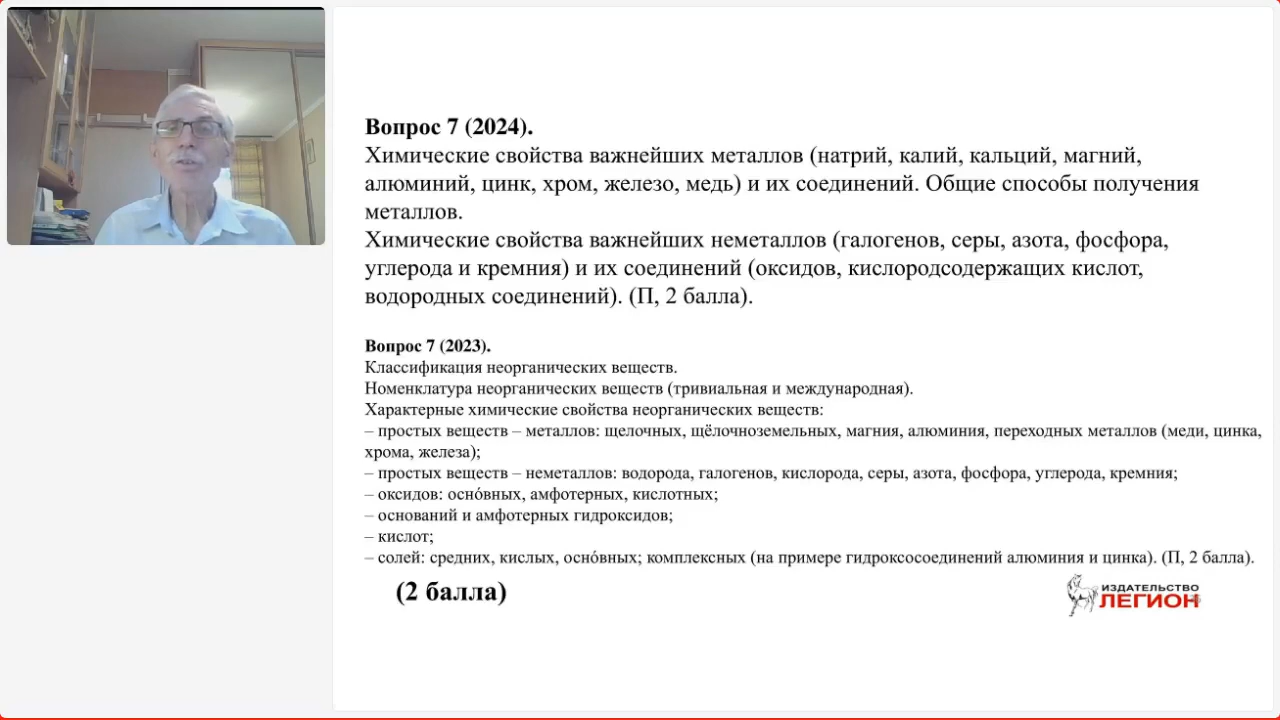 Вопрос 7 (2024).
Химические свойства важнейших металлов (натрий, калий, кальций, магний,
алюминий, цинк, хром, железо, медь) и их соединений. Общие способы получения
металлов.
Химические свойства важнейших неметаллов (галогенов, серы, азота, фосфора,
углерода и кремния) и их соединений (оксидов, кислородсодержащих кислот,
водородных соединений). (П, 2 балла).
Вопрос 7 (2023).
Классификация неорганических веществ.
Номенклатура неорганических веществ (тривиальная и международная).
Характерные химические свойства неорганических веществ:
– простых веществ – металлов: щелочных, щёлочноземельных, магния, алюминия, переходных металлов (меди, цинка,
хрома, железа);
– простых веществ – неметаллов: водорода, галогенов, кислорода, серы, азота, фосфора, углерода, кремния;
– оксидов: оснóвных, амфотерных, кислотных;
– оснований и амфотерных гидроксидов;
– кислот;
– солей: средних, кислых, оснóвных; комплексных (на примере гидроксосоединений алюминия и цинка). (П, 2 балла).
(2 балла)
ИЗДАТЕЛЬСТВО
ЛЕГИОН